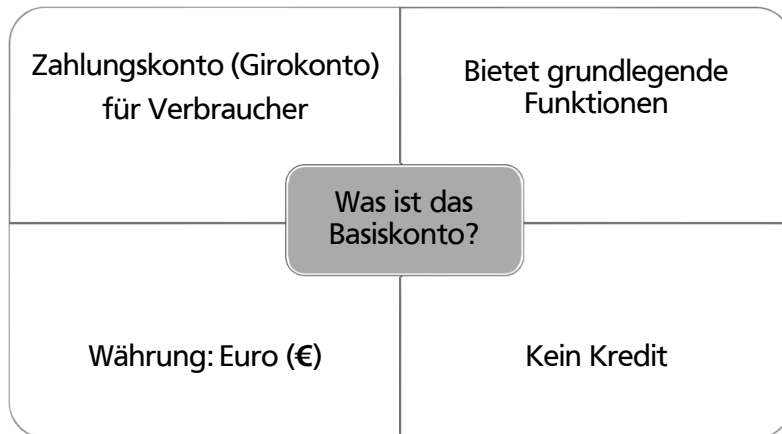 Zahlungskonto (Girokonto)
für Verbraucher
Bietet grundlegende
Funktionen
Was ist das
Basiskonto?
Währung: Euro (€)
Kein Kredit